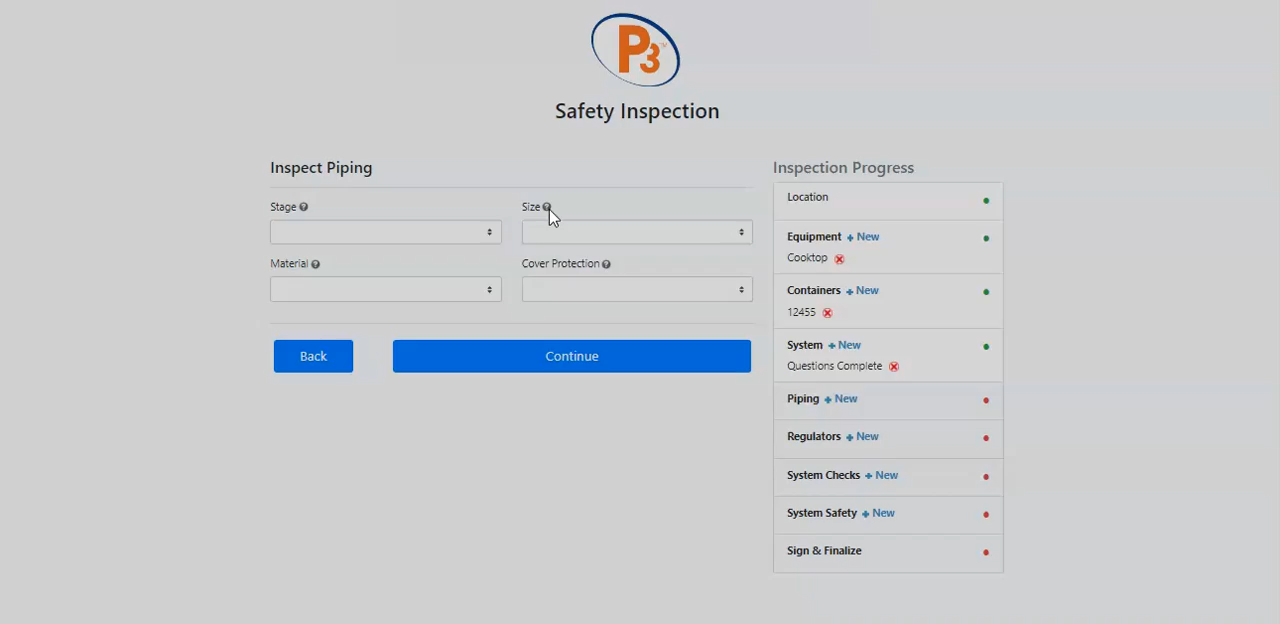 P3™
Safety Inspection
Inspect Piping
Stage
Size
Material
Cover Protection
Back
Continue
Inspection Progress
Location
Equipment + New
Cooktop
Containers + New
12455
System + New
Questions Complete
Piping + New
Regulators + New
System Checks + New
System Safety + New
Sign & Finalize